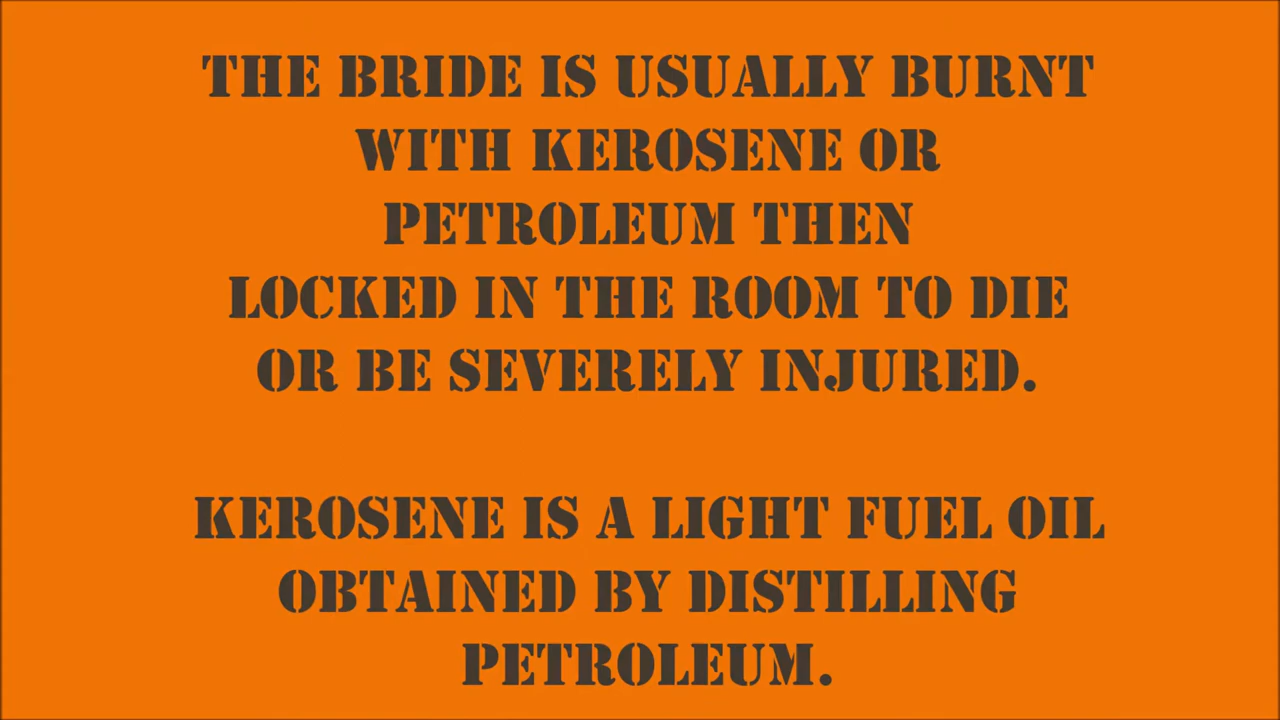 THE BRIDE IS USUALLY BURNT
WITH KEROSENE OR
PETROLEUM THEN
LOCKED IN THE ROOM TO DIE
OR BE SEVERELY INJURED.
KEROSENE IS A LIGHT FUEL OIL
OBTAINED BY DISTILLING
PETROLEUM.